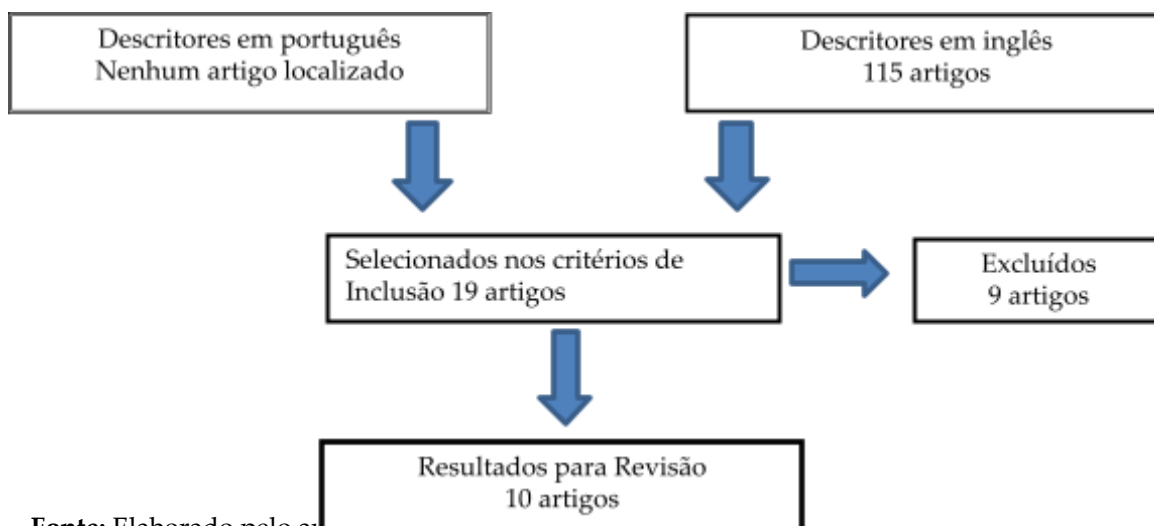 Descritores em português
Nenhum artigo localizado
Descritores em inglês
115 artigos
Selecionados nos critérios de
Inclusão 19 artigos
Excluídos
9 artigos
Resultados para Revisão
10 artigos
Fonte: Elaborado pelo